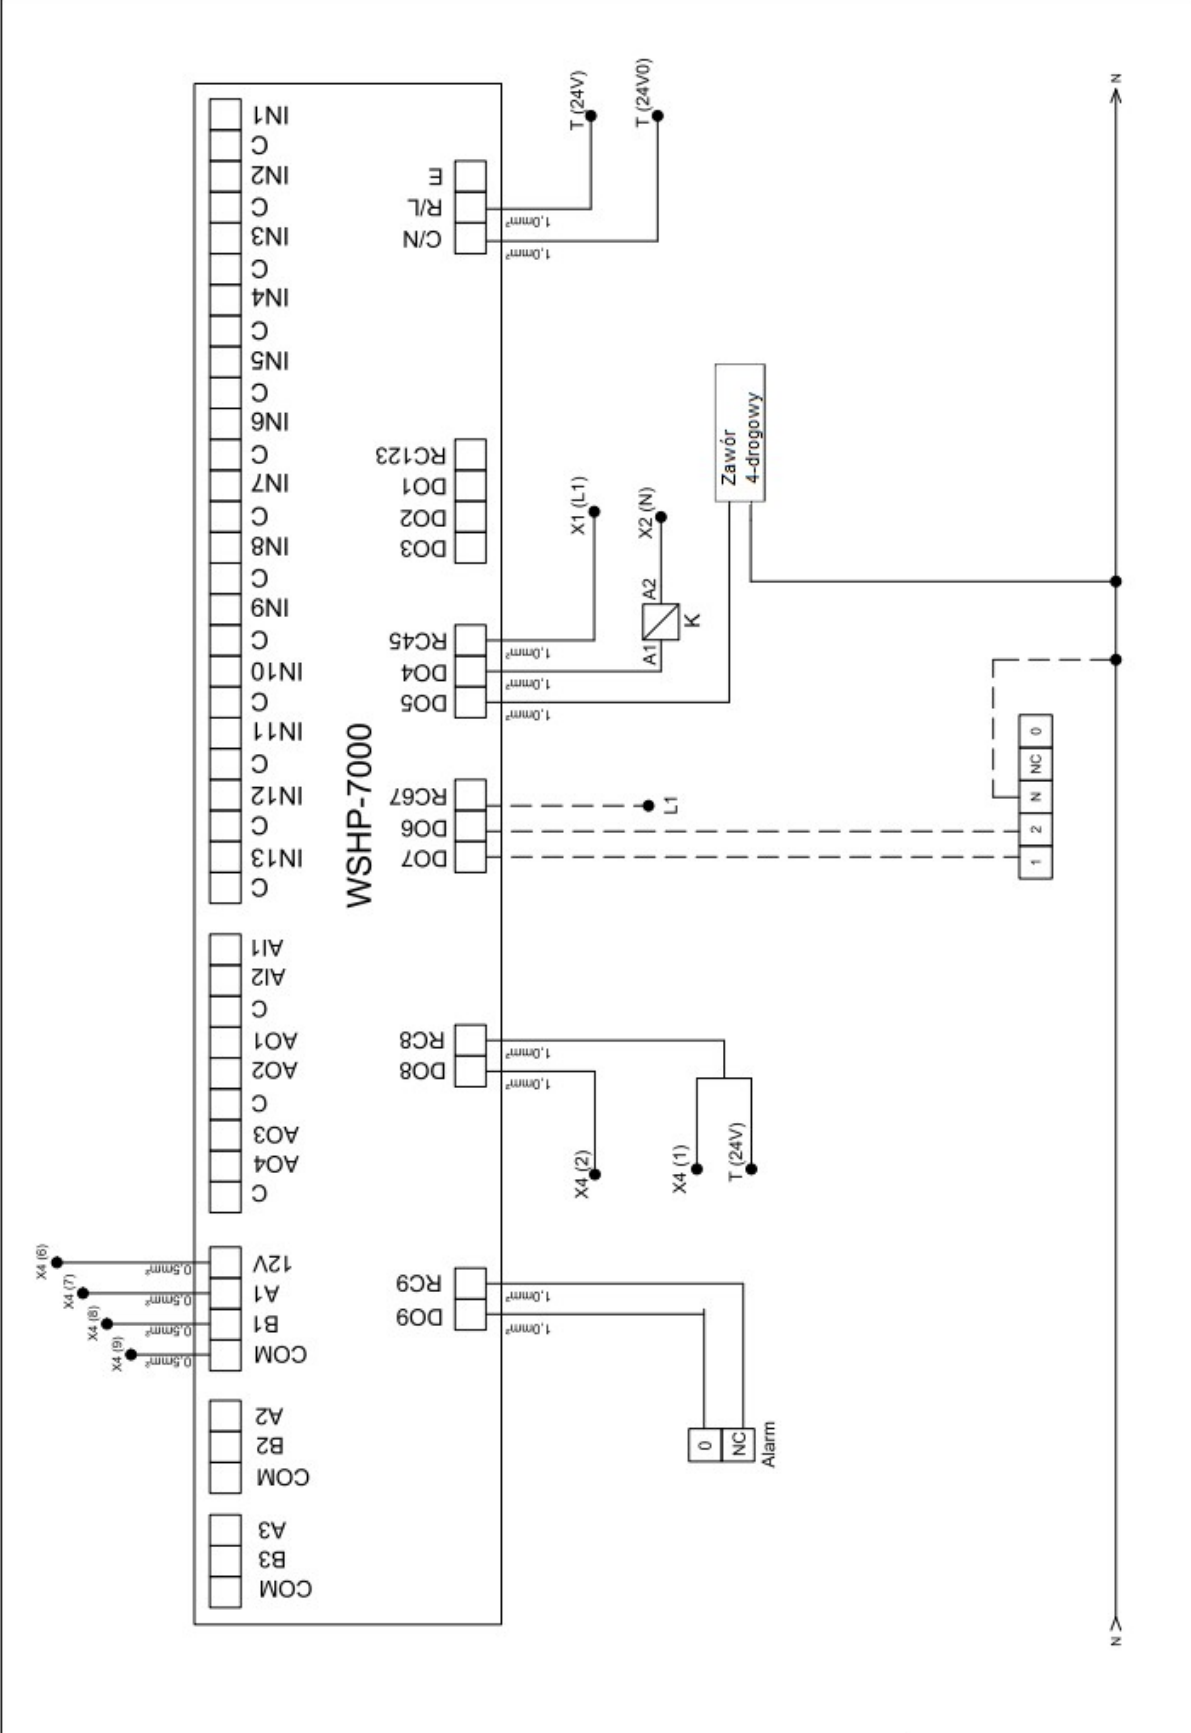 IN1
C
IN2
C
IN3
C
IN4
C
IN5
C
IN6
C
IN7
C
IN8
C
IN9
C
IN10
C
IN11
C
IN12
C
IN13
C
AI1
AI2
C
AO1
AO2
C
AO3
AO4
C
12V
A1
B1
COM
A2
B2
COM
A3
B3
COM
WSHP-7000
E
R/L
C/N
RC123
DO1
DO2
DO3
RC45
DO4
DO5
RC67
DO6
DO7
RC8
DO8
RC9
DO9
X4 (6)
0,5mm²
X4 (7)
0,5mm²
X4 (8)
0,5mm²
X4 (9)
0,5mm²
1,0mm²
T (24V)
1,0mm²
T (24V0)
1,0mm²
X1 (L1)
1,0mm²
A1
A2
K
X2 (N)
1,0mm²
Zawór
4-drogowy
L1
1
2
N
NC
0
1,0mm²
1,0mm²
X4 (2)
X4 (1)
T (24V)
1,0mm²
1,0mm²
0
NC
Alarm
N
N